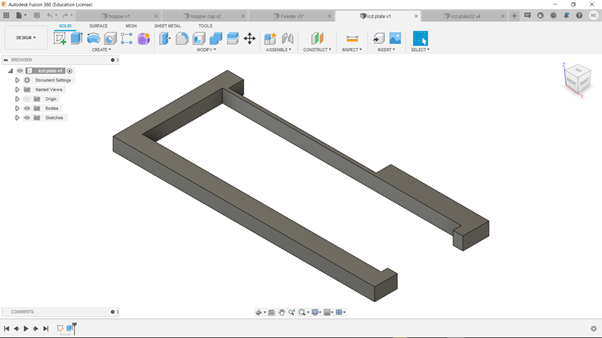 Autodesk Fusion 360 (Education License)
hopper v1
hopper cap v2
Feeder v5*
lcd plate v1
lcd plate22 v4
DESIGN
SOLID
SURFACE
MESH
SHEET METAL
TOOLS
CREATE
MODIFY
ASSEMBLE
CONSTRUCT
INSPECT
INSERT
SELECT
BROWSER
lcd plate v1
Document Settings
Named Views
Origin
Bodies
Sketches
COMMENTS